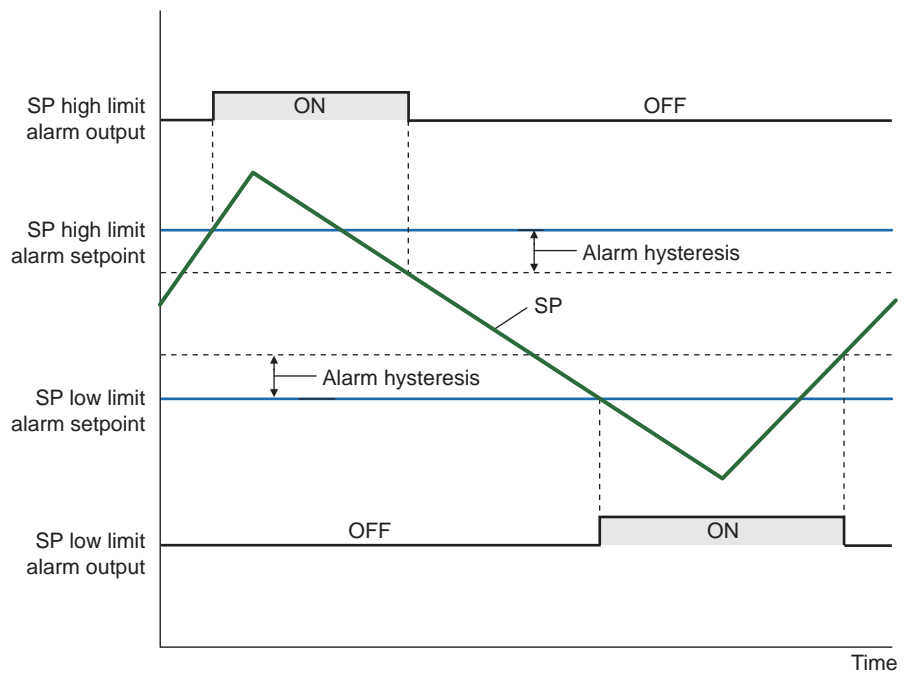 SP high limit
alarm output
ON
OFF
SP high limit
alarm setpoint
Alarm hysteresis
SP
Alarm hysteresis
SP low limit
alarm setpoint
OFF
ON
SP low limit
alarm output
Time